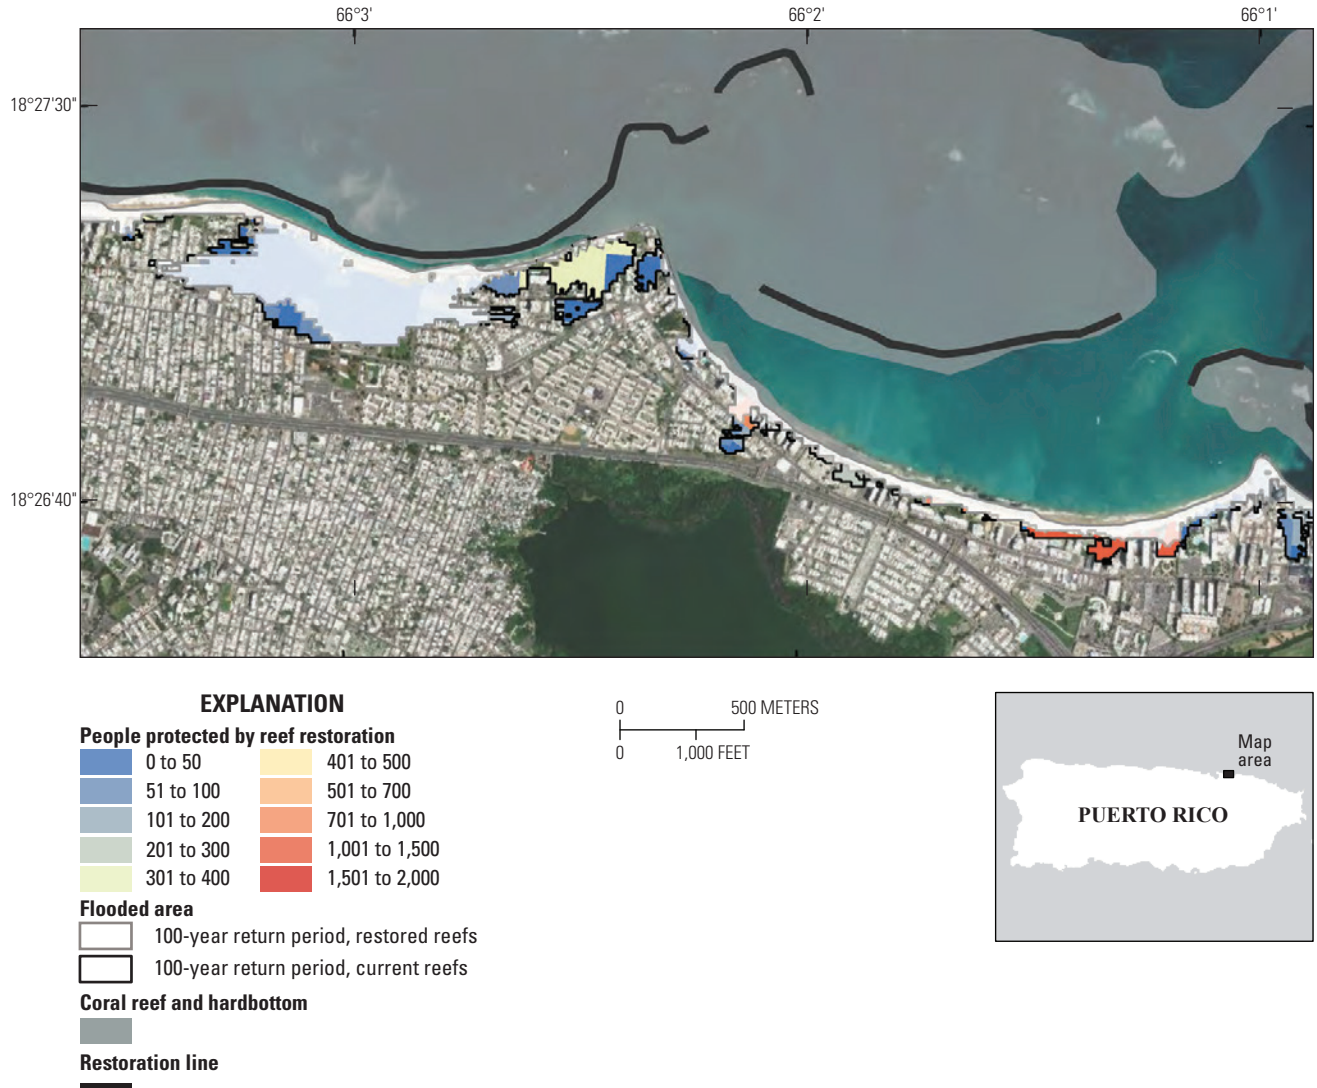 66°3'
66°2'
66°1'
18°27'30"
18°26'40"
EXPLANATION
People protected by reef restoration
0 to 50
51 to 100
101 to 200
201 to 300
301 to 400
401 to 500
501 to 700
701 to 1,000
1,001 to 1,500
1,501 to 2,000
Flooded area
100-year return period, restored reefs
100-year return period, current reefs
Coral reef and hardbottom
Restoration line
0 500 METERS
0 1,000 FEET
Map
area
PUERTO RICO